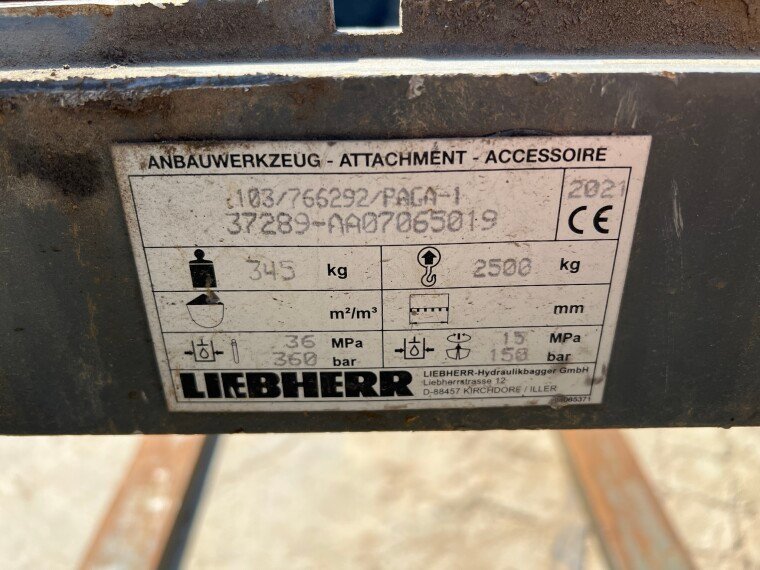 ANBAUWERKZEUG - ATTACHMENT - ACCESSOIRE
103/766292/PAGA-1
2021
37289-AA07065019
CE
345 kg
2500 kg
m²/m³
mm
36 MPa
360 bar
15 MPa
150 bar
LIEBHERR
LIEBHERR-Hydraulikbagger GmbH
Liebherrstrasse 12
D-88457 KIRCHDORF / ILLER